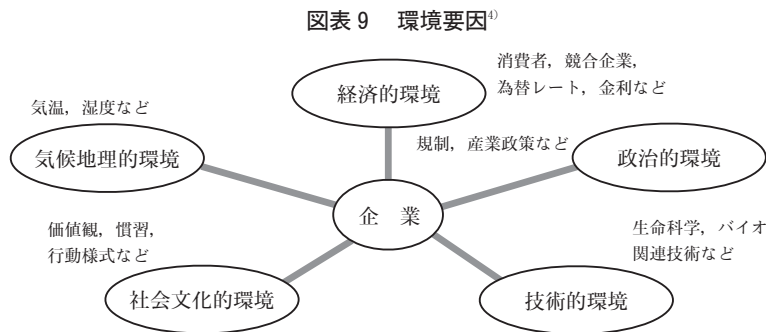 図表9　環境要因4)
消費者，競合企業，
為替レート，金利など
経済的環境
気温，湿度など
規制，産業政策など
気候地理的環境
政治的環境
企　業
価値観，慣習，
行動様式など
生命科学，バイオ
関連技術など
社会文化的環境
技術的環境